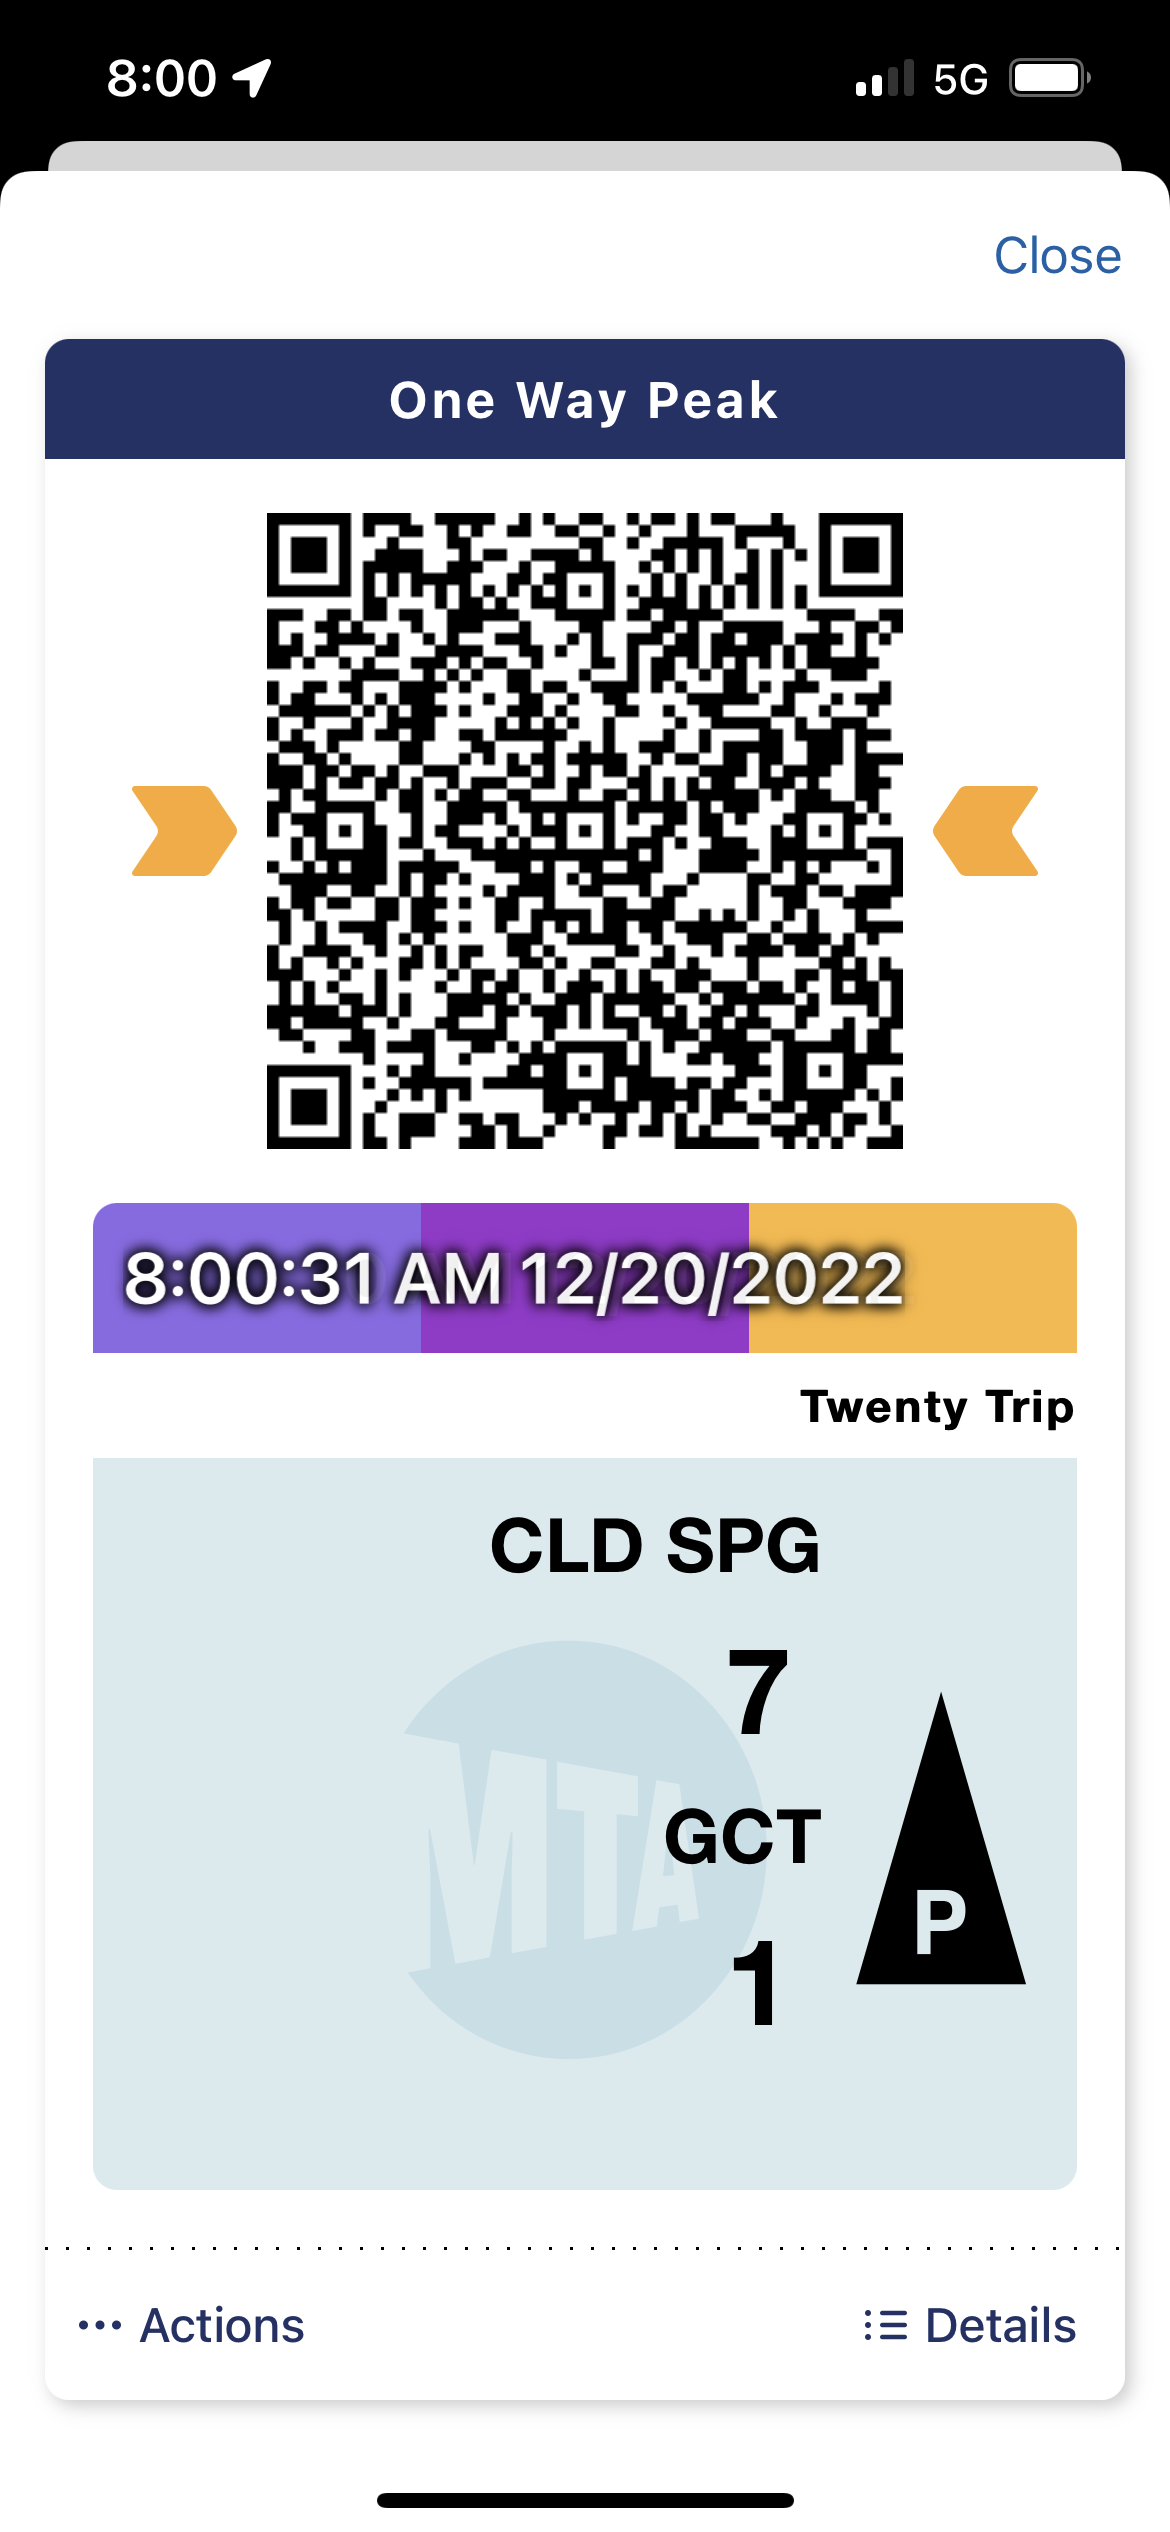 8:00 5G
Close
One Way Peak
8:00:31 AM 12/20/2022
Twenty Trip
CLD SPG
7
MTA
GCT
P
1
Actions
Details